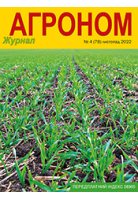 АГРОНОМ
Журнал
№ 4 (78) листопад 2022
ПЕРЕДПЛАТНИЙ ІНДЕКС